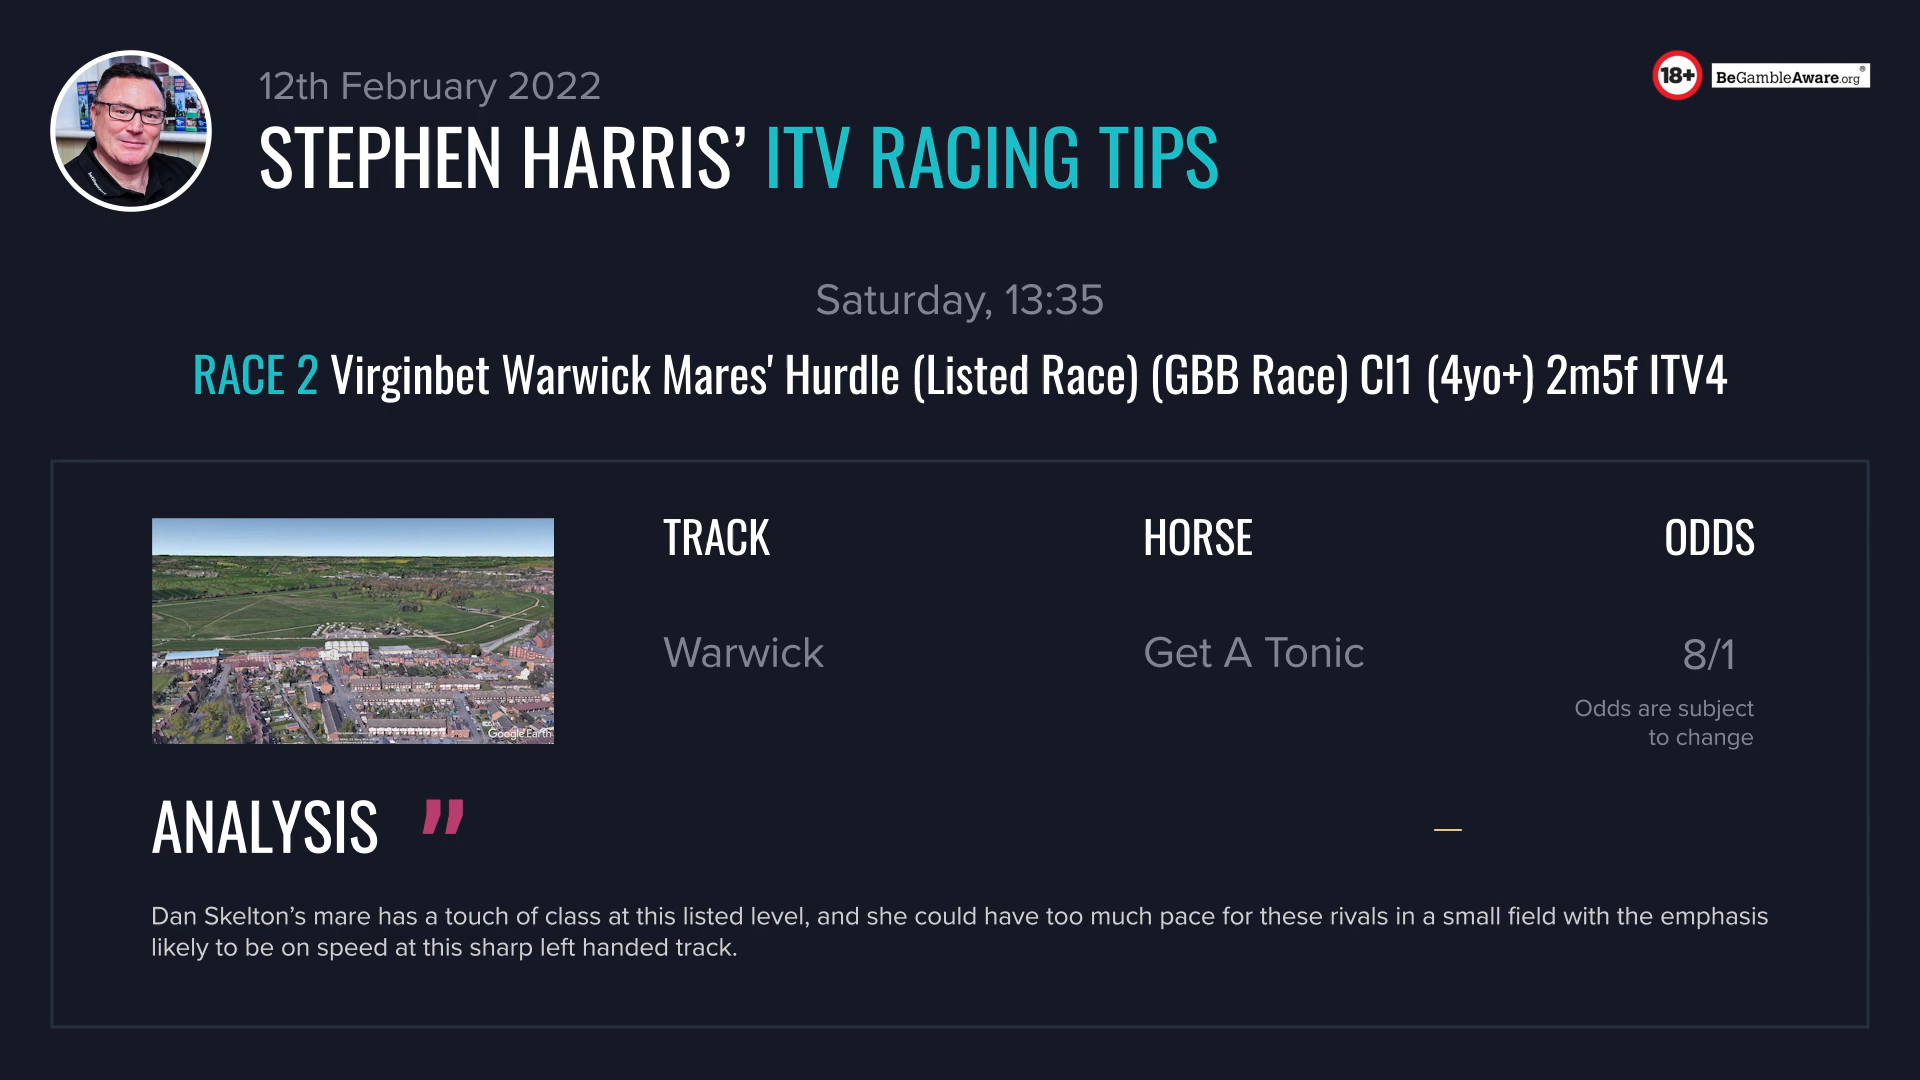 12th February 2022
18+
BeGambleAware.org®
STEPHEN HARRIS’ ITV RACING TIPS
Saturday, 13:35
RACE 2 Virginbet Warwick Mares' Hurdle (Listed Race) (GBB Race) Cl1 (4yo+) 2m5f ITV4
TRACK
HORSE
ODDS
Warwick
Get A Tonic
8/1
Odds are subject
to change
Google Earth
ANALYSIS ”
Dan Skelton’s mare has a touch of class at this listed level, and she could have too much pace for these rivals in a small field with the emphasis
likely to be on speed at this sharp left handed track.